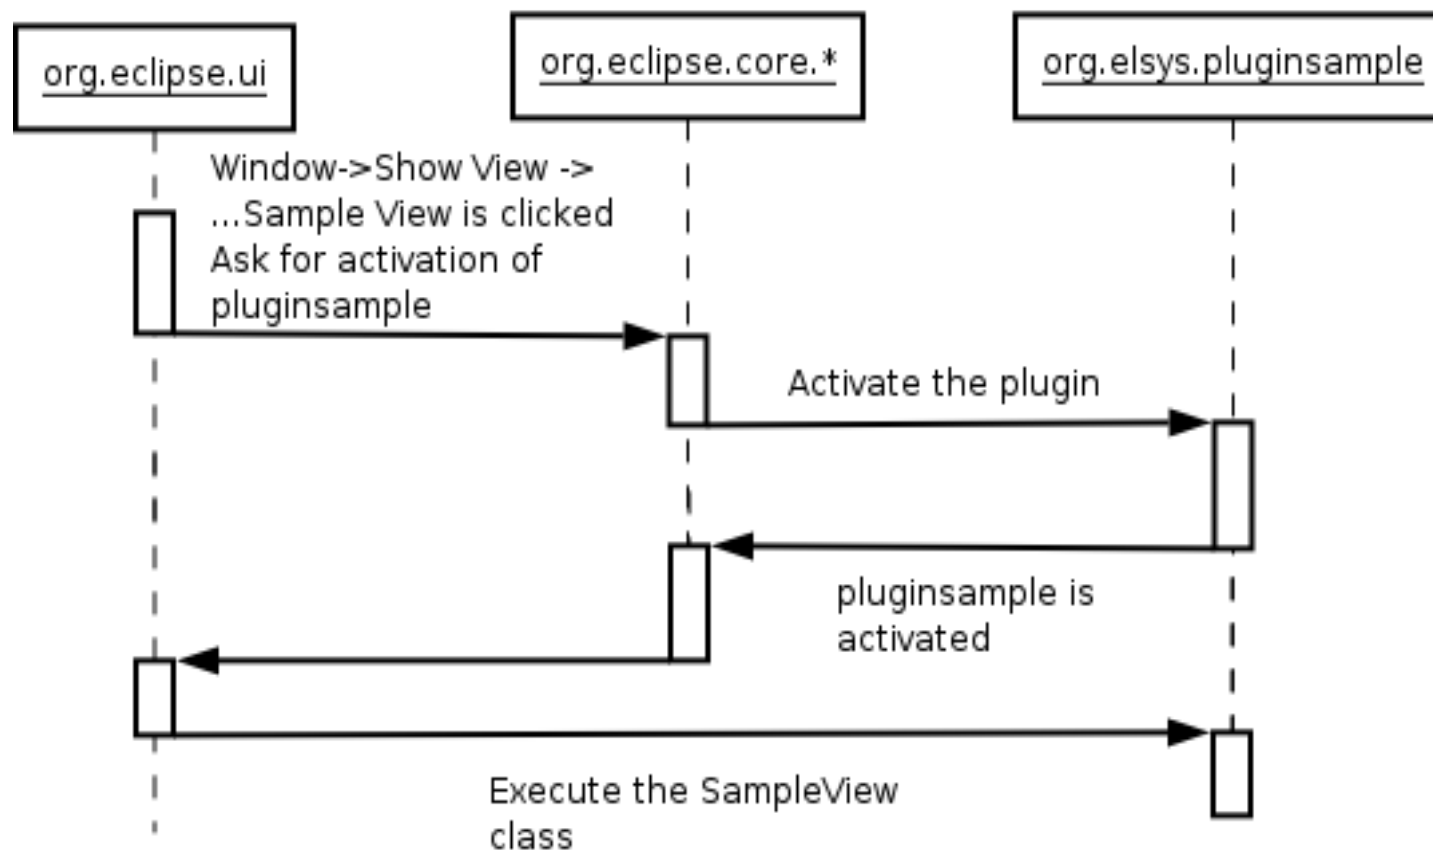 org.eclipse.ui
org.eclipse.core.*
org.elsys.pluginsample
Window->Show View ->
...Sample View is clicked
Ask for activation of
pluginsample
Activate the plugin
pluginsample is
activated
Execute the SampleView
class